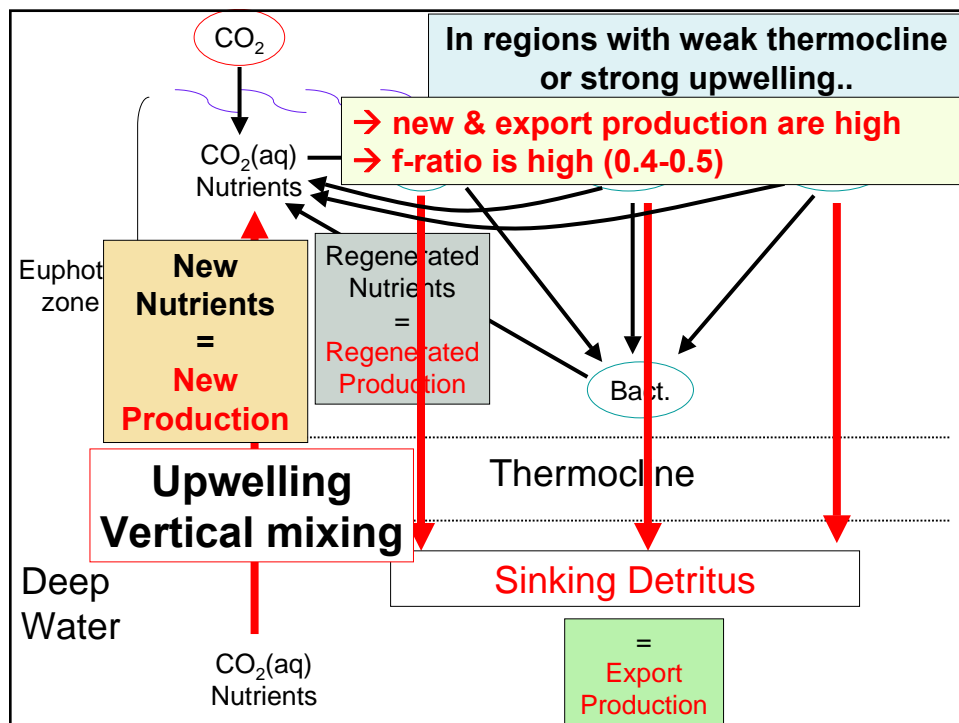 CO₂
In regions with weak thermocline
or strong upwelling..
→ new & export production are high
→ f-ratio is high (0.4-0.5)
CO₂(aq)
Nutrients
Euphot
zone
New
Nutrients
=
New
Production
Regenerated
Nutrients
=
Regenerated
Production
Bact.
Upwelling
Vertical mixing
Thermocline
Deep
Water
Sinking Detritus
CO₂(aq)
Nutrients
=
Export
Production